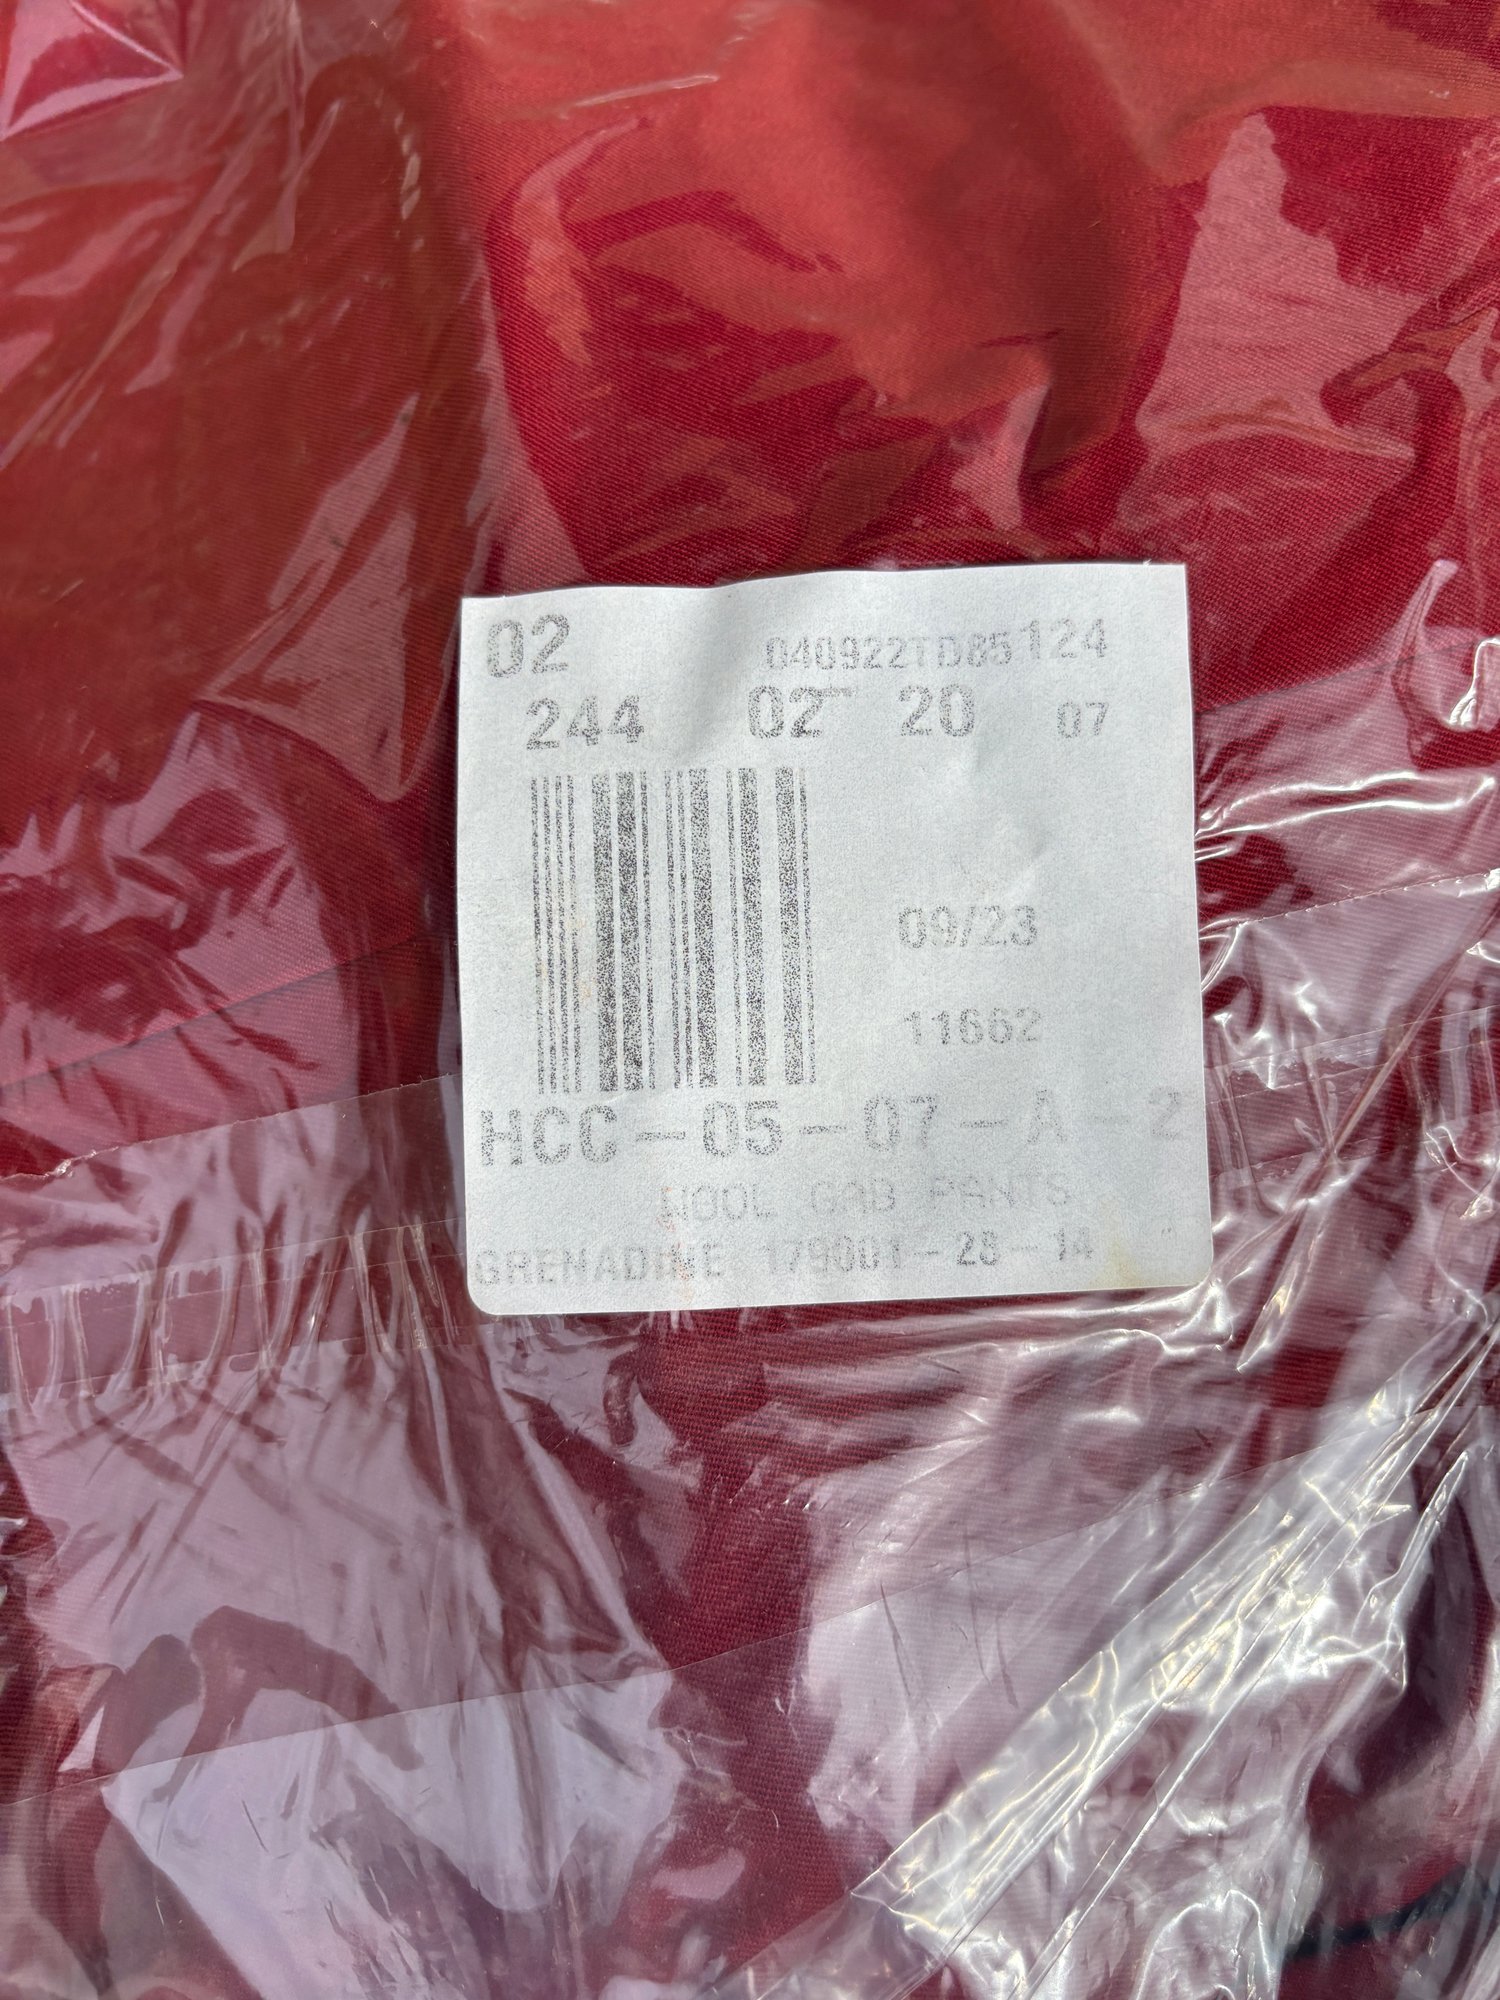 02 040922TD85124
244 02 20 07
09/23
11662
HCC-05-07-A-2
WOOL GAB PANTS
GRENADINE 179001-28-14